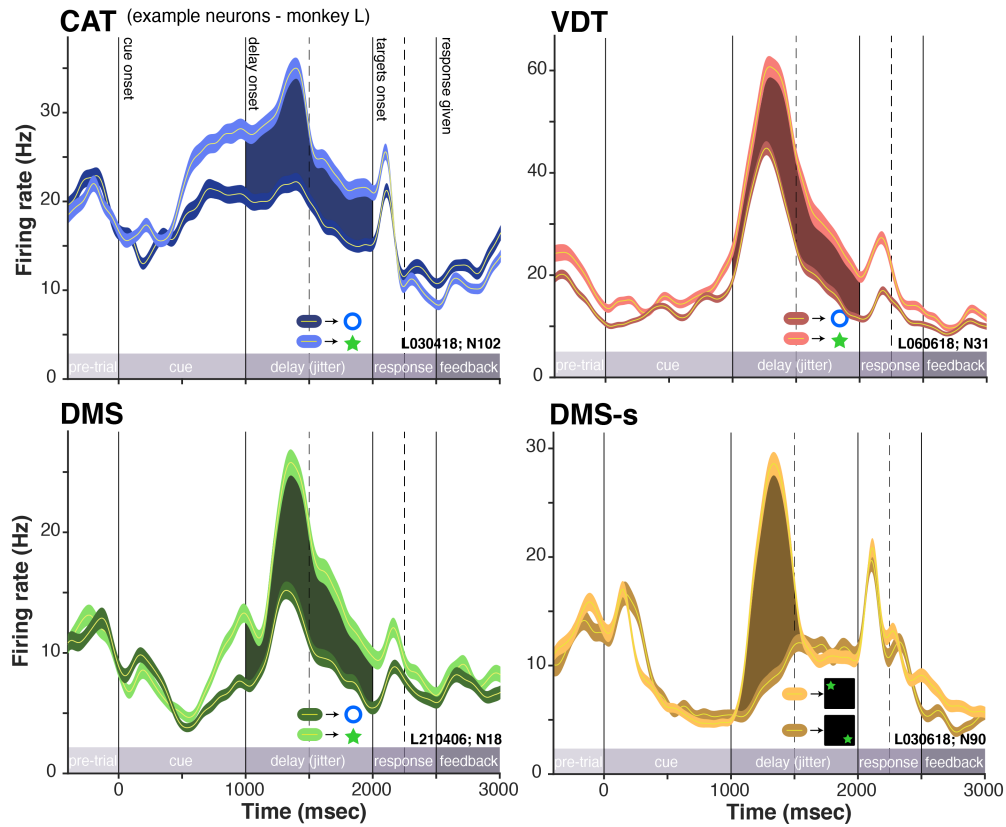 CAT (example neurons - monkey L)
cue onset
delay onset
targets onset
response given
Firing rate (Hz)
30
20
10
0
L030418; N102
pre-trial cue delay (jitter) response feedback
VDT
60
40
20
0
L060618; N31
pre-trial cue delay (jitter) response feedback
DMS
Firing rate (Hz)
20
10
0
L210406; N18
pre-trial cue delay (jitter) response feedback
0 1000 2000 3000
Time (msec)
DMS-s
30
20
10
0
L030618; N90
pre-trial cue delay (jitter) response feedback
0 1000 2000 3000
Time (msec)